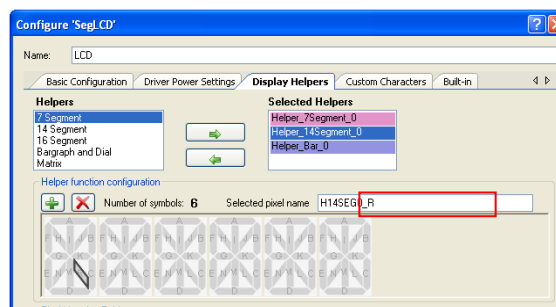 Configure 'SegLCD'
Name: LCD
Basic Configuration Driver Power Settings Display Helpers Custom Characters Built-in
Helpers Selected Helpers
7 Segment Helper_7Segment_0
14 Segment Helper_14Segment_0
16 Segment Helper_Bar_0
Bargraph and Dial
Matrix
Helper function configuration
Number of symbols: 6 Selected pixel name H14SEG0_R